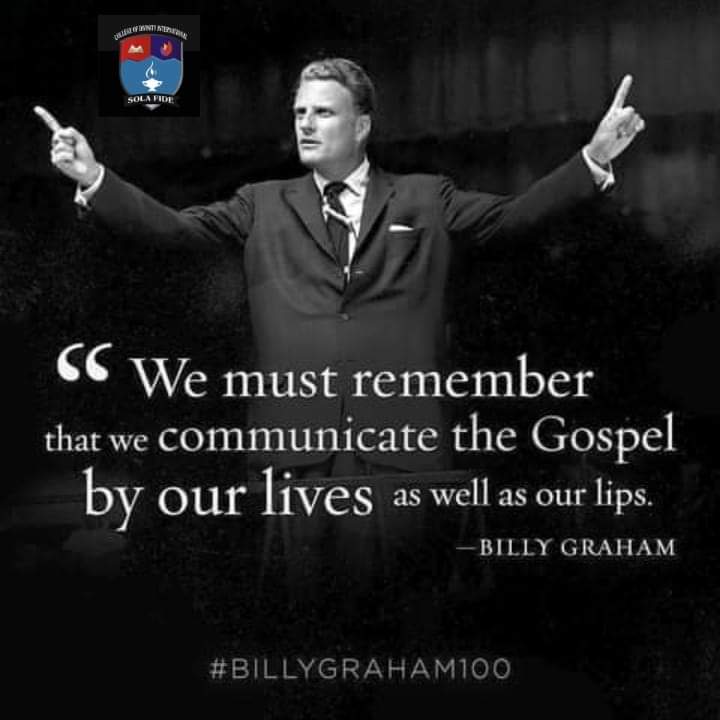 COLLEGE OF DIVINITY INTERNATIONAL
SOLA FIDE
“ We must remember
that we communicate the Gospel
by our lives as well as our lips.
—BILLY GRAHAM
#BILLYGRAHAM100